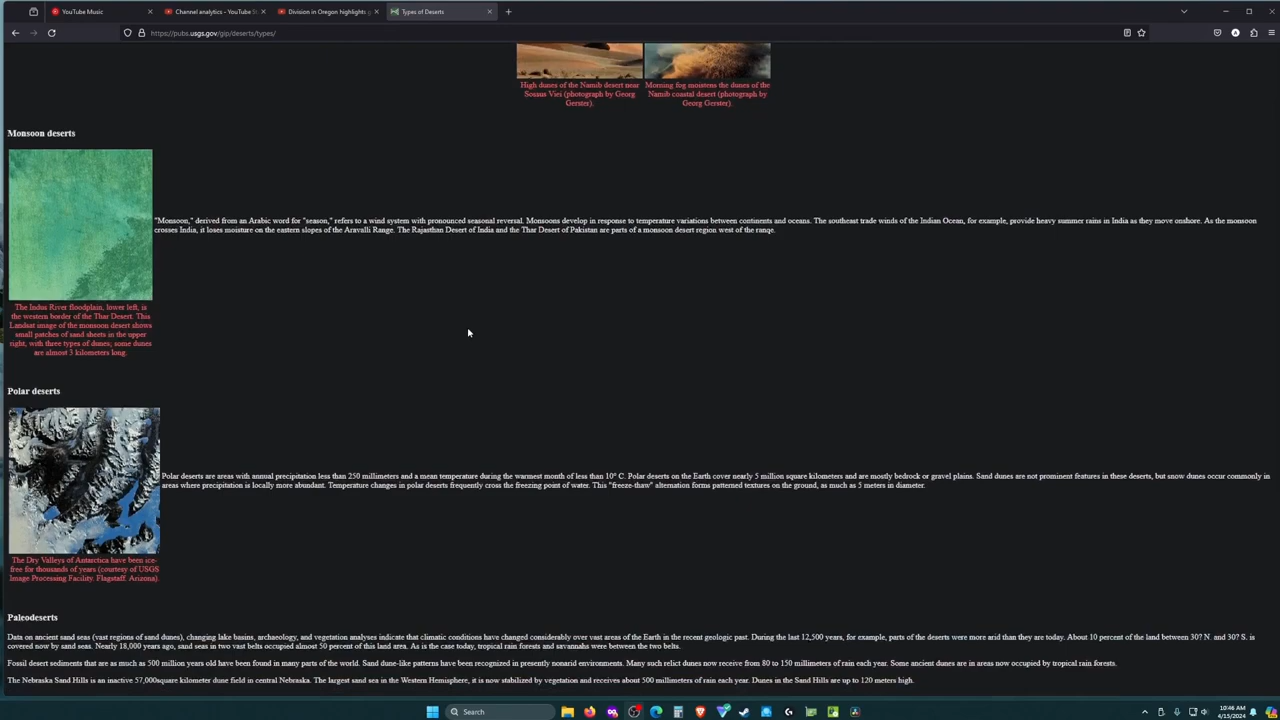 YouTube Music
Channel analytics - YouTube St
Division in Oregon highlights
Types of Deserts
https://pubs.usgs.gov/gip/deserts/types/
High dunes of the Namib desert near
Sosuus Vlei (photograph by Georg
Gerster).
Morning fog moistens the dunes of the
Namib coastal desert (photograph by
Georg Gerster).
Monsoon deserts
"Monsoon," derived from an Arabic word for "season," refers to a wind system with pronounced seasonal reversal. Monsoons develop in response to temperature variations between continents and oceans. The southeast trade winds of the Indian Ocean, for example, provide heavy summer rains in India as they move onshore. As the monsoon
crosses India, it loses moisture on the eastern slopes of the Aravalli Range. The Rajasthan Desert of India and the Thar Desert of Pakistan are parts of a monsoon desert region west of the range.
The Indus River floodplain, lower left, is
the western border of the Thar Desert. This
Landsat image of the monsoon desert shows
small patches of sand sheets in the upper
right, with three types of dunes; some dunes
are almost 3 kilometers long.
Polar deserts
Polar deserts are areas with annual precipitation less than 250 millimeters and a mean temperature during the warmest month of less than 10° C. Polar deserts on the Earth cover nearly 5 million square kilometers and are mostly bedrock or gravel plains. Sand dunes are not prominent features in these deserts, but snow dunes occur commonly in
areas where precipitation is locally more abundant. Temperature changes in polar deserts frequently cross the freezing point of water. This "freeze-thaw" alternation forms patterned textures on the ground, as much as 5 meters in diameter.
The Dry Valleys of Antarctica have been ice-
free for thousands of years (courtesy of USGS
Image Processing Facility, Flagstaff, Arizona).
Paleodeserts
Data on ancient sand seas (vast regions of sand dunes), changing lake basins, archaeology, and vegetation analyses indicate that climatic conditions have changed considerably over vast areas of the Earth in the recent geologic past. During the last 12,500 years, for example, parts of the deserts were more arid than they are today. About 10 percent of the land between 30? N. and 30? S. is
covered now by sand seas. Nearly 18,000 years ago, sand seas in two vast belts occupied almost 50 percent of this land area. As is the case today, tropical rain forests and savannahs were between the two belts.
Fossil desert sediments that are as much as 500 million years old have been found in many parts of the world. Sand dune-like patterns have been recognized in presently nonarid environments. Many such relict dunes now receive from 80 to 150 millimeters of rain each year. Some ancient dunes are in areas now occupied by tropical rain forests.
The Nebraska Sand Hills is an inactive 57,000square kilometer dune field in central Nebraska. The largest sand sea in the Western Hemisphere, it is now stabilized by vegetation and receives about 500 millimeters of rain each year. Dunes in the Sand Hills are up to 120 meters high.
Search
10:46 AM
4/15/2024